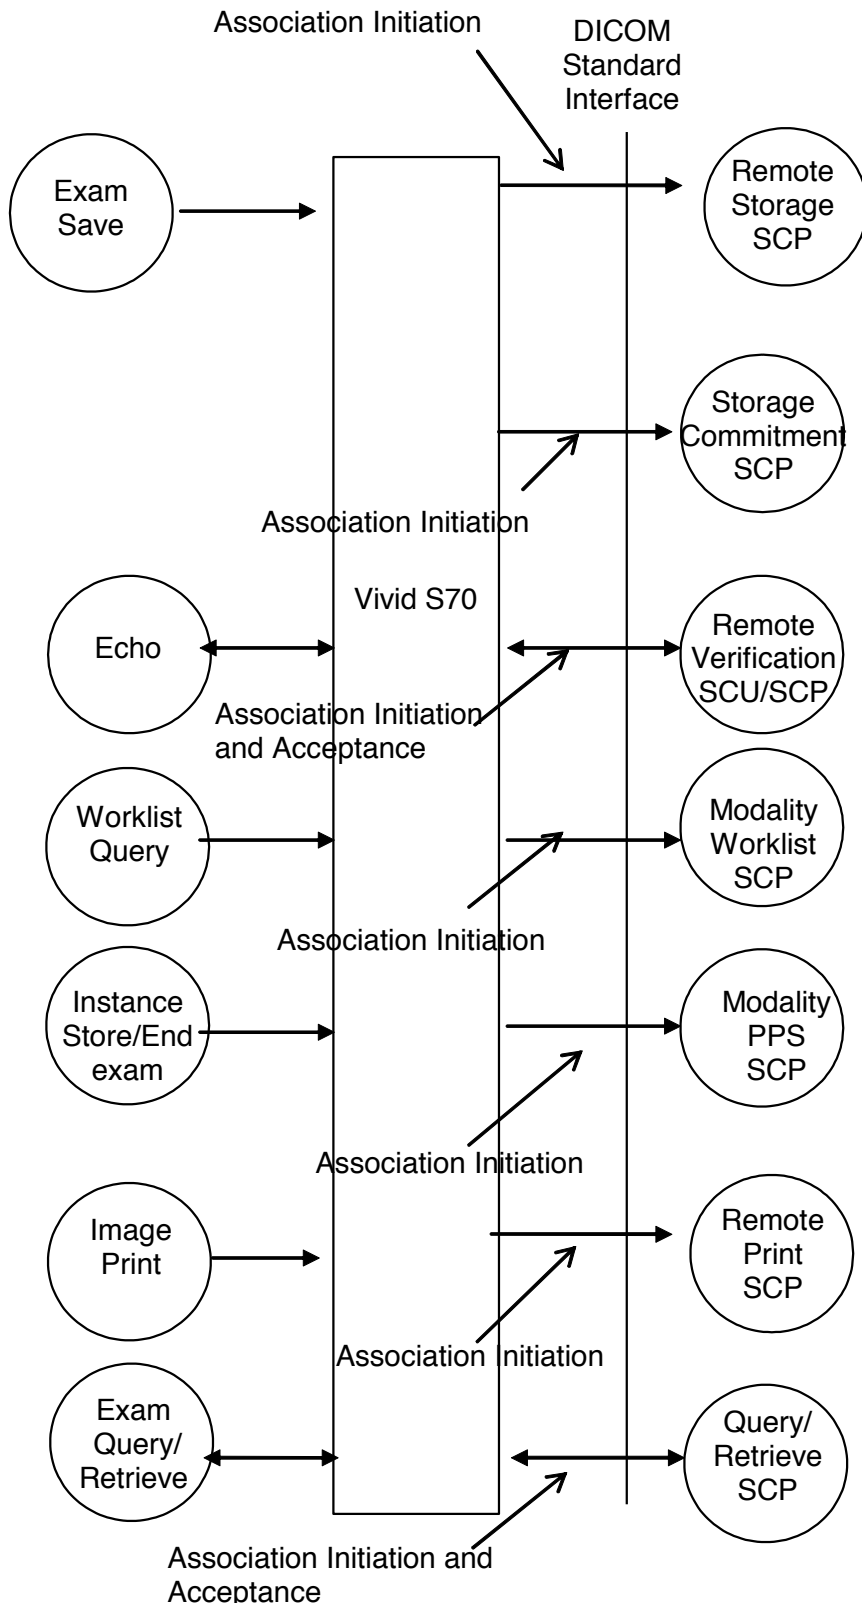 Association Initiation
DICOM
Standard
Interface
Exam
Save
Remote
Storage
SCP
Storage
Commitment
SCP
Association Initiation
Vivid S70
Echo
Remote
Verification
SCU/SCP
Association Initiation
and Acceptance
Worklist
Query
Modality
Worklist
SCP
Association Initiation
Instance
Store/End
exam
Modality
PPS
SCP
Association Initiation
Image
Print
Remote
Print
SCP
Association Initiation
Exam
Query/
Retrieve
Query/
Retrieve
SCP
Association Initiation and
Acceptance